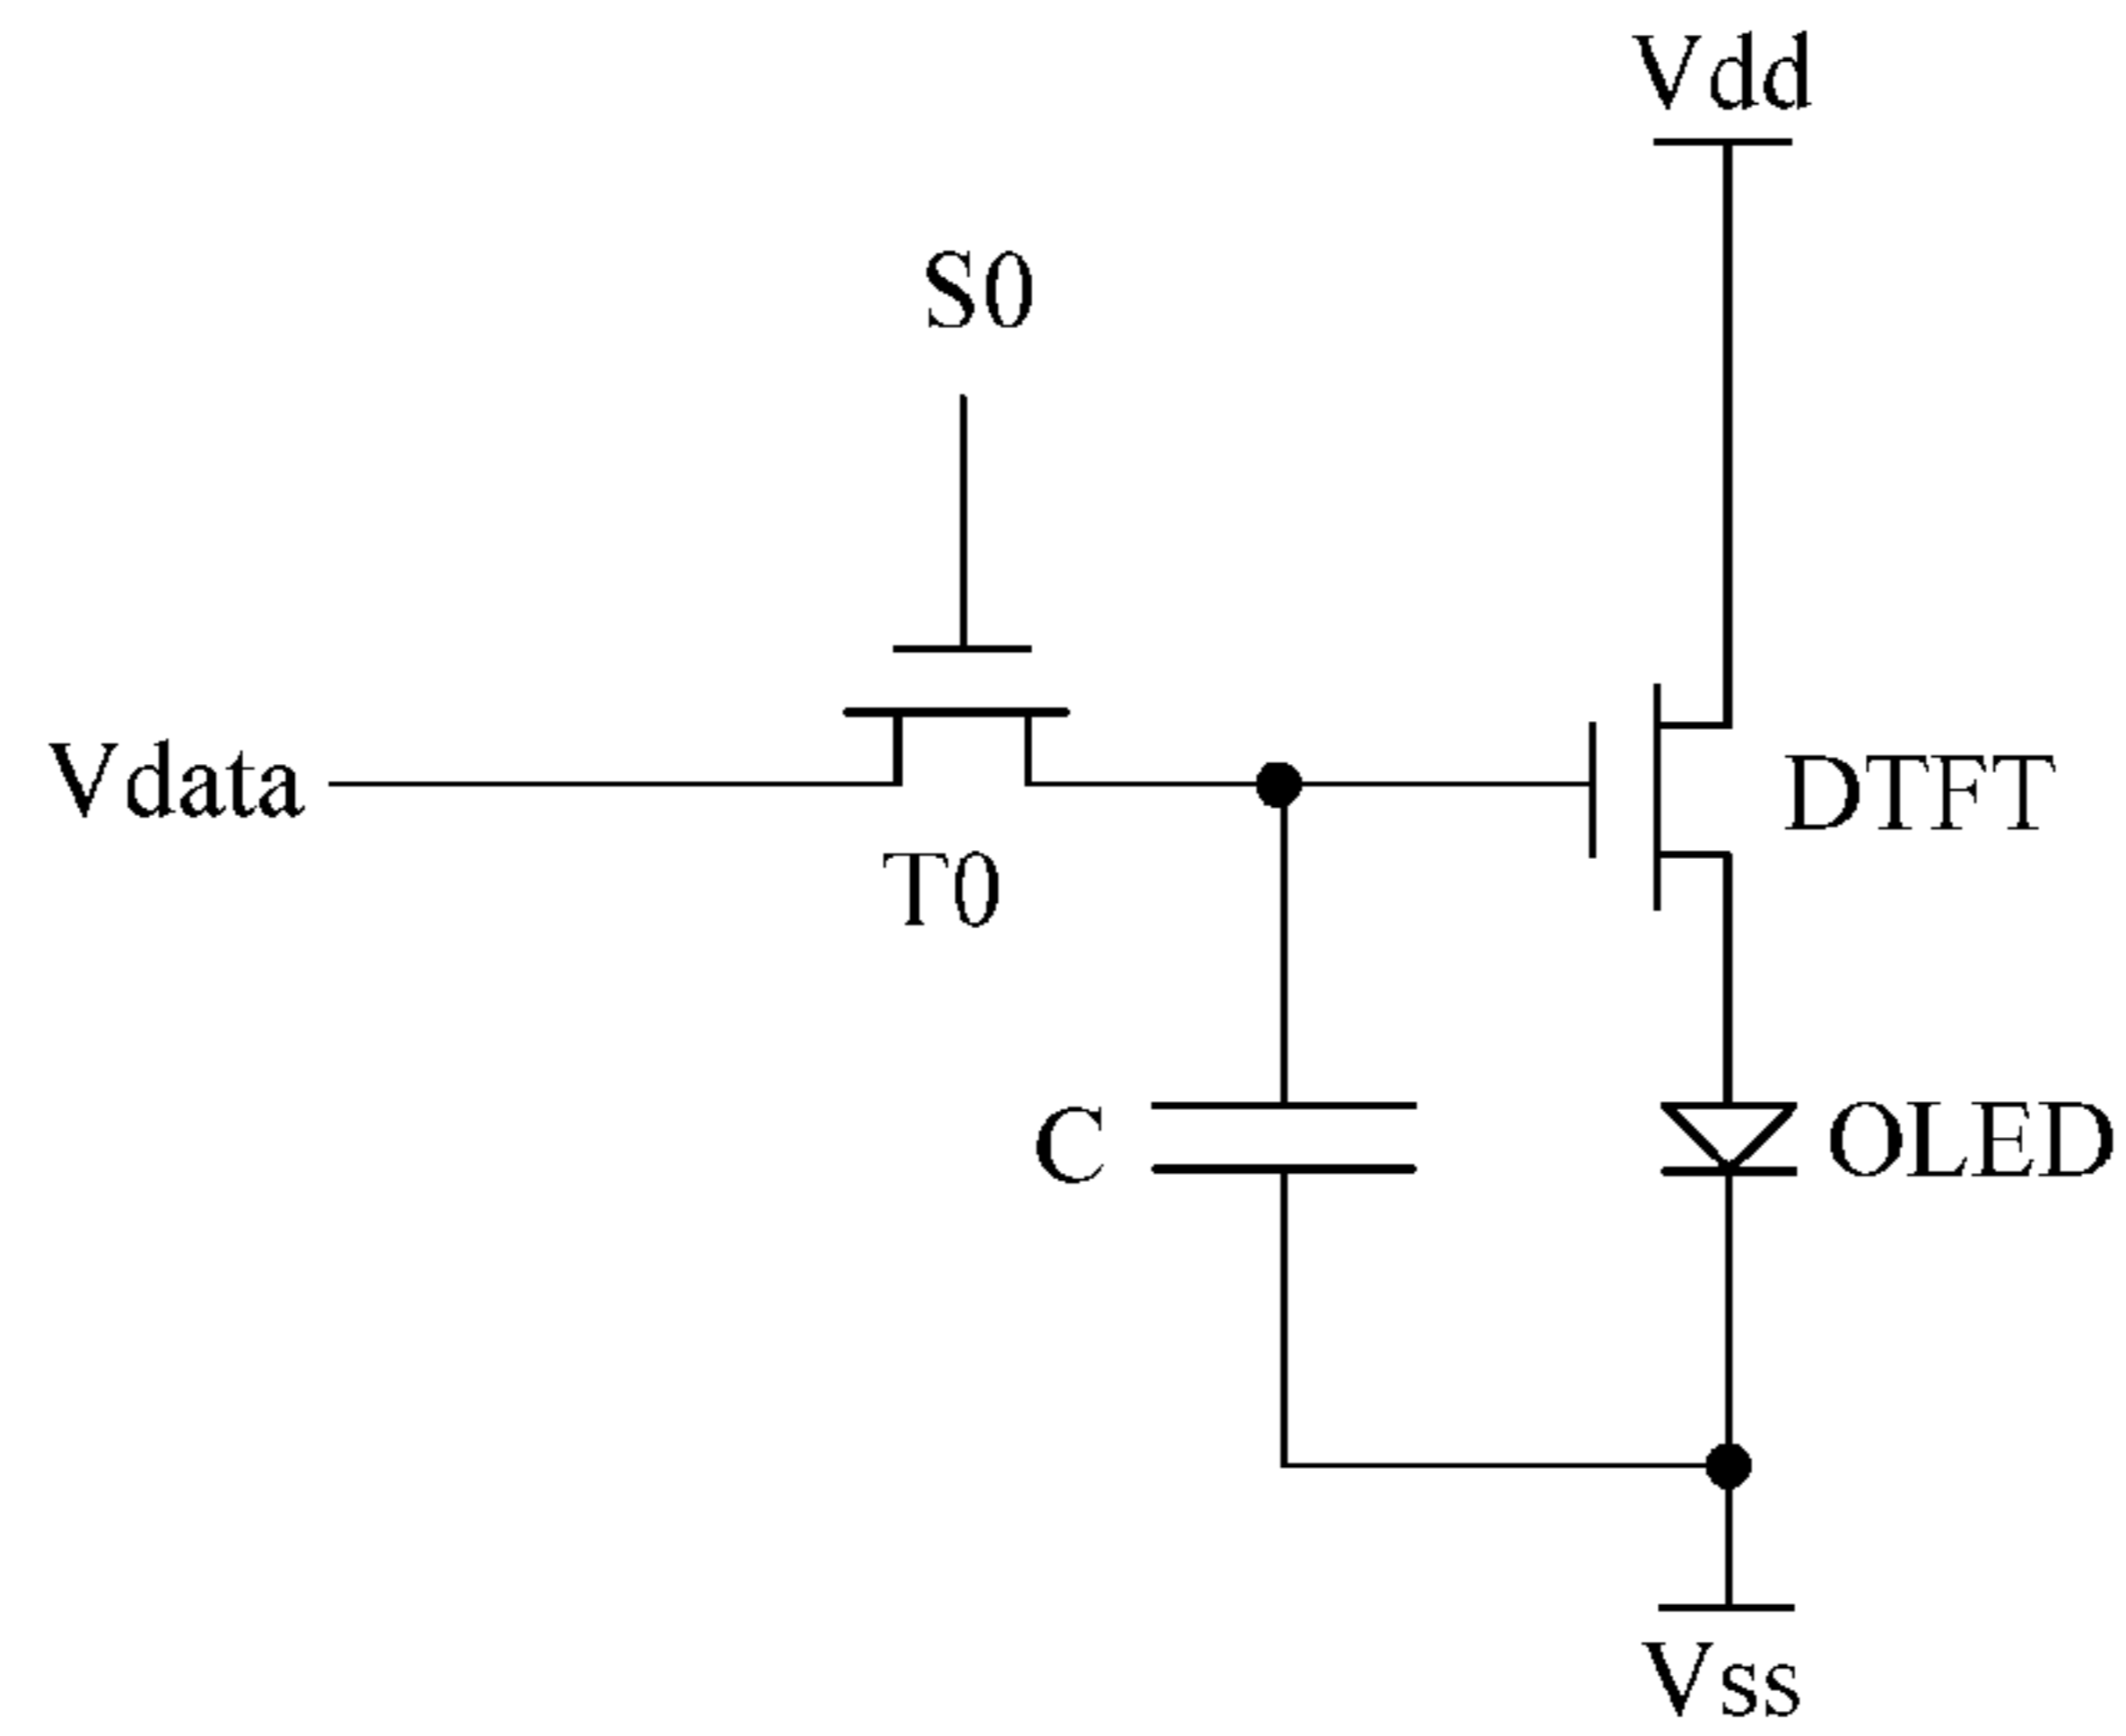 Vdd
S0
Vdata
DTFT
T0
C
OLED
Vss